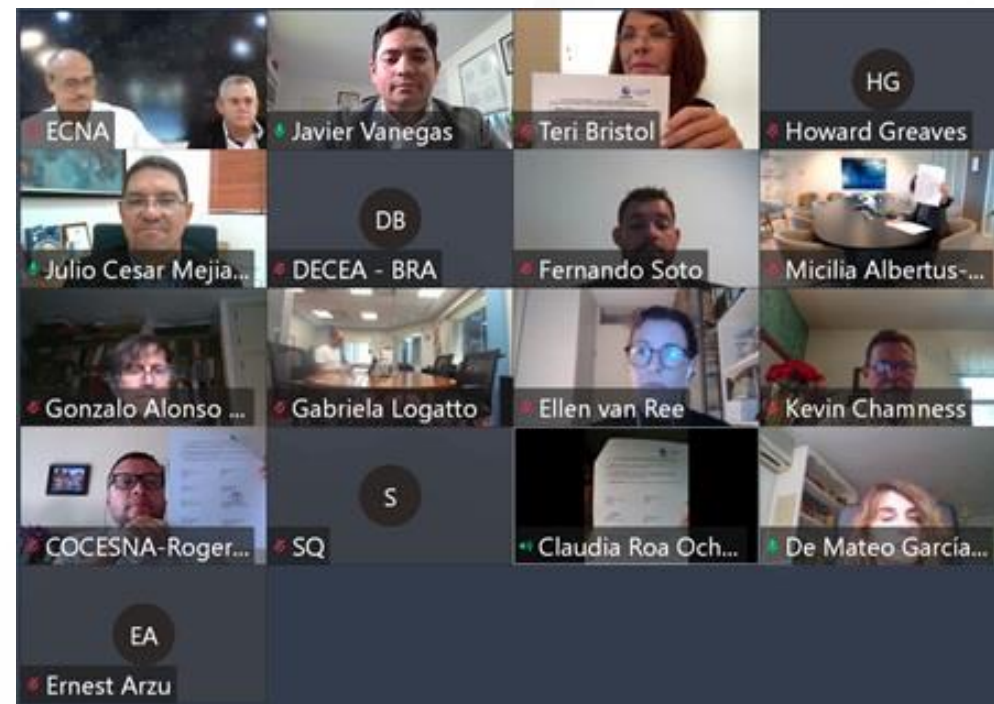 ECNA
Javier Vanegas
Teri Bristol
HG
Howard Greaves
Julio Cesar Mejia...
DB
DECEA - BRA
Fernando Soto
Micilia Albertus-...
Gonzalo Alonso ...
Gabriela Logatto
Ellen van Ree
Kevin Chamness
COCESNA-Roger...
S
SQ
Claudia Roa Och...
De Mateo García...
EA
Ernest Arzu